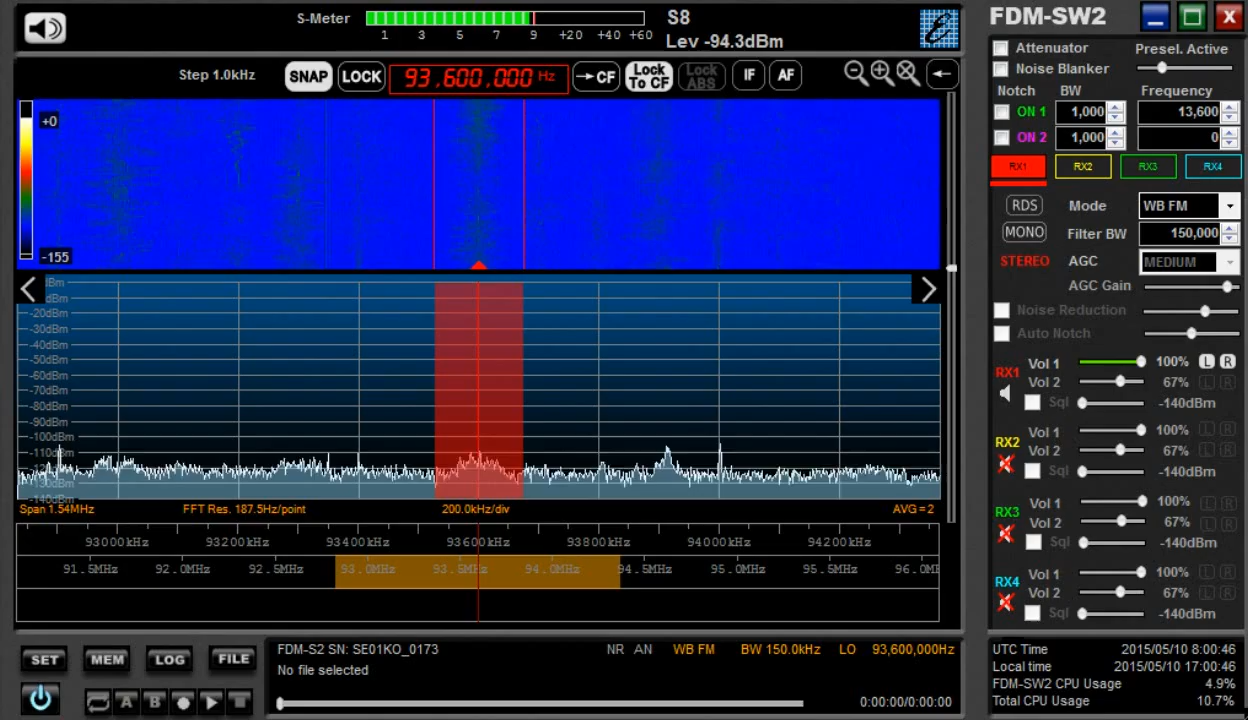 S-Meter
1 3 5 7 9 +20 +40 +60
S8
Lev -94.3dBm
FDM-SW2
X
Step 1.0kHz
SNAP
LOCK
93,600,000 Hz
→CF
Lock To CF
Lock ABS
IF
AF
+0
-155
dBm
dBm
-20dBm
-30dBm
-40dBm
-50dBm
-60dBm
-70dBm
-80dBm
-90dBm
-100dBm
-110dBm
-130dBm
-140dBm
Span 1.54MHz
FFT Res. 187.5Hz/point
200.0kHz/div
AVG = 2
93000kHz 93200kHz 93400kHz 93600kHz 93800kHz 94000kHz 94200kHz
91.5MHz 92.0MHz 92.5MHz 93.0MHz 93.5MHz 94.0MHz 94.5MHz 95.0MHz 95.5MHz 96.0MH
SET
MEM
LOG
FILE
A
B
FDM-S2 SN: SE01KO_0173
NR AN WB FM BW 150.0kHz LO 93,600,000Hz
No file selected
0:00:00/0:00:00
Attenuator
Presel. Active
Noise Blanker
Notch BW Frequency
ON 1 1,000 13,600
ON 2 1,000 0
RX1 RX2 RX3 RX4
RDS Mode WB FM
MONO Filter BW 150,000
STEREO AGC MEDIUM
AGC Gain
Noise Reduction
Auto Notch
RX1
Vol 1 100% L R
Vol 2 67% L R
Sql -140dBm
RX2
Vol 1 100% L R
Vol 2 67% L R
Sql -140dBm
RX3
Vol 1 100% L R
Vol 2 67% L R
Sql -140dBm
RX4
Vol 1 100% L R
Vol 2 67% L R
Sql -140dBm
UTC Time 2015/05/10 8:00:46
Local time 2015/05/10 17:00:46
FDM-SW2 CPU Usage 4.9%
Total CPU Usage 10.7%